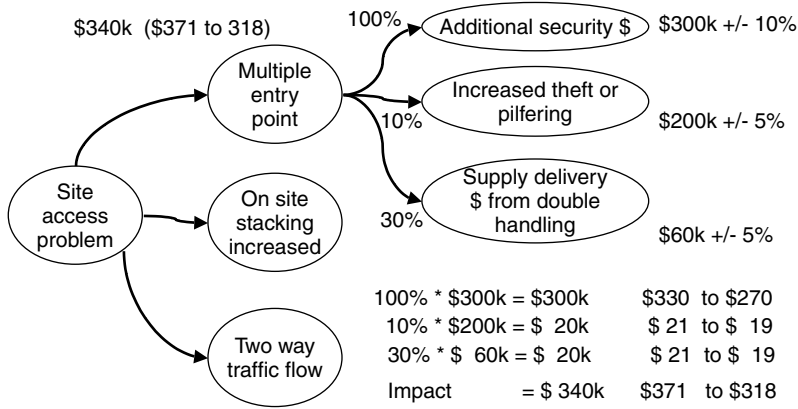 $340k ($371 to 318)
100%
Additional security $
$300k +/- 10%
Multiple
entry
point
Increased theft or
pilfering
10%
$200k +/- 5%
Site
access
problem
On site
stacking
increased
Supply delivery
$ from double
handling
30%
$60k +/- 5%
Two way
traffic flow
100% * $300k = $300k $330 to $270
10% * $200k = $ 20k $ 21 to $ 19
30% * $ 60k = $ 20k $ 21 to $ 19
Impact = $ 340k $371 to $318